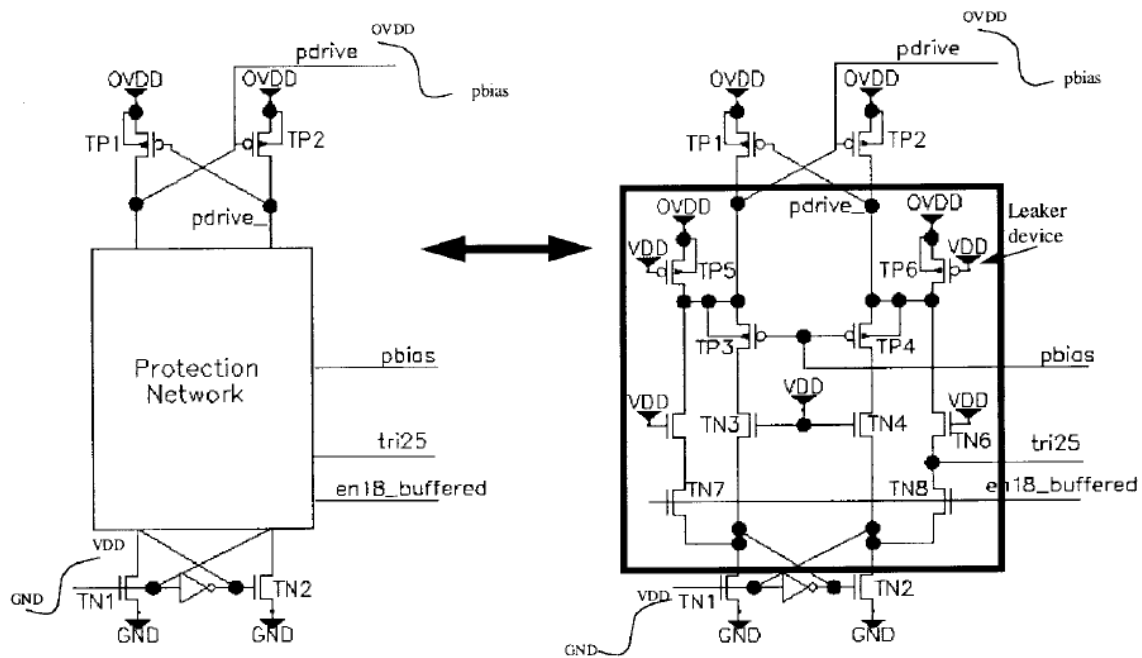 OVDD
pdrive
pbias
OVDD OVDD
TP1 TP2
pdrive_
Protection
Network
pbias
tri25
en18_buffered
VDD
GND
TN1 TN2
GND GND
OVDD
pdrive
pbias
OVDD OVDD
TP1 TP2
pdrive_
Leaker
device
OVDD OVDD
VDD VDD
TP5 TP6
TP3 TP4
pbias
VDD
VDD VDD
TN3 TN4
TN6
tri25
TN7 TN8
en18_buffered
VDD
TN1 TN2
GND
GND GND